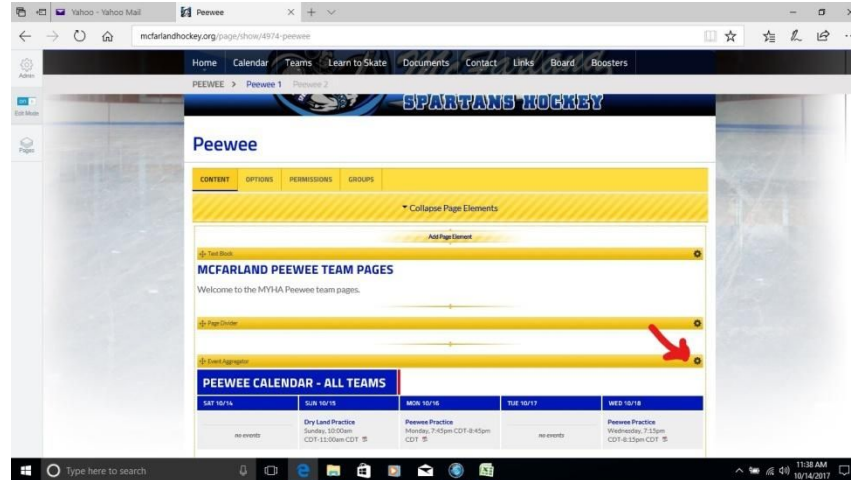 Yahoo - Yahoo Mail
Peewee
mcfarlandhockey.org/page/show/4974-peewee
Admin
Home Calendar Teams Learn to Skate Documents Contact Links Board Boosters
PEEWEE > Peewee 1 Peewee 2
OFF
Edit Mode
SPARTANS HOCKEY
Pages
Peewee
CONTENT OPTIONS PERMISSIONS GROUPS
Collapse Page Elements
Add Page Element
Text Block
MCFARLAND PEEWEE TEAM PAGES
Welcome to the MYHA Peewee team pages.
Page Divider
Event Aggregator
PEEWEE CALENDAR - ALL TEAMS
SAT 10/14 SUN 10/15 MON 10/16 TUE 10/17 WED 10/18
Dry Land Practice Peewee Practice Peewee Practice
no events Sunday, 10:00am Monday, 7:45pm CDT-8:45pm no events Wednesday, 7:15pm
CDT-11:00am CDT CDT CDT-8:15pm CDT
Type here to search
11:38 AM
10/14/2017